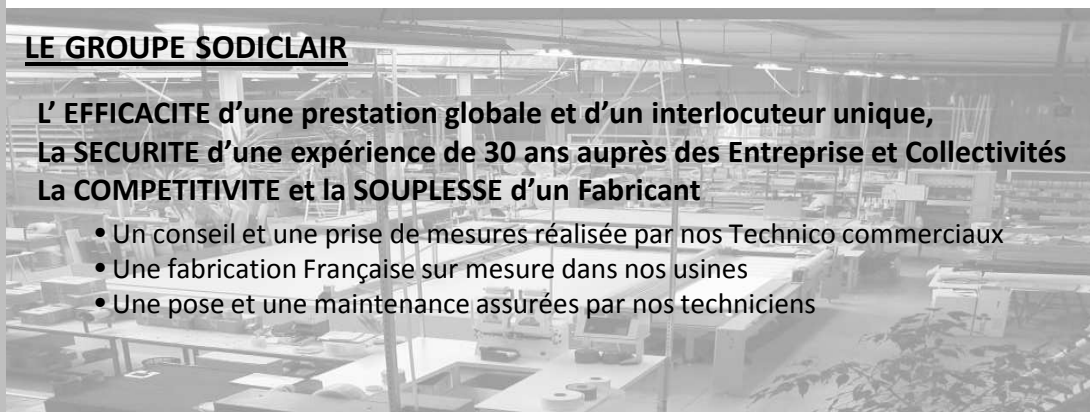 LE GROUPE SODICLAIR
L' EFFICACITE d'une prestation globale et d'un interlocuteur unique,
La SECURITE d'une expérience de 30 ans auprès des Entreprise et Collectivités
La COMPETITIVITE et la SOUPLESSE d'un Fabricant
• Un conseil et une prise de mesures réalisée par nos Technico commerciaux
• Une fabrication Française sur mesure dans nos usines
• Une pose et une maintenance assurées par nos techniciens